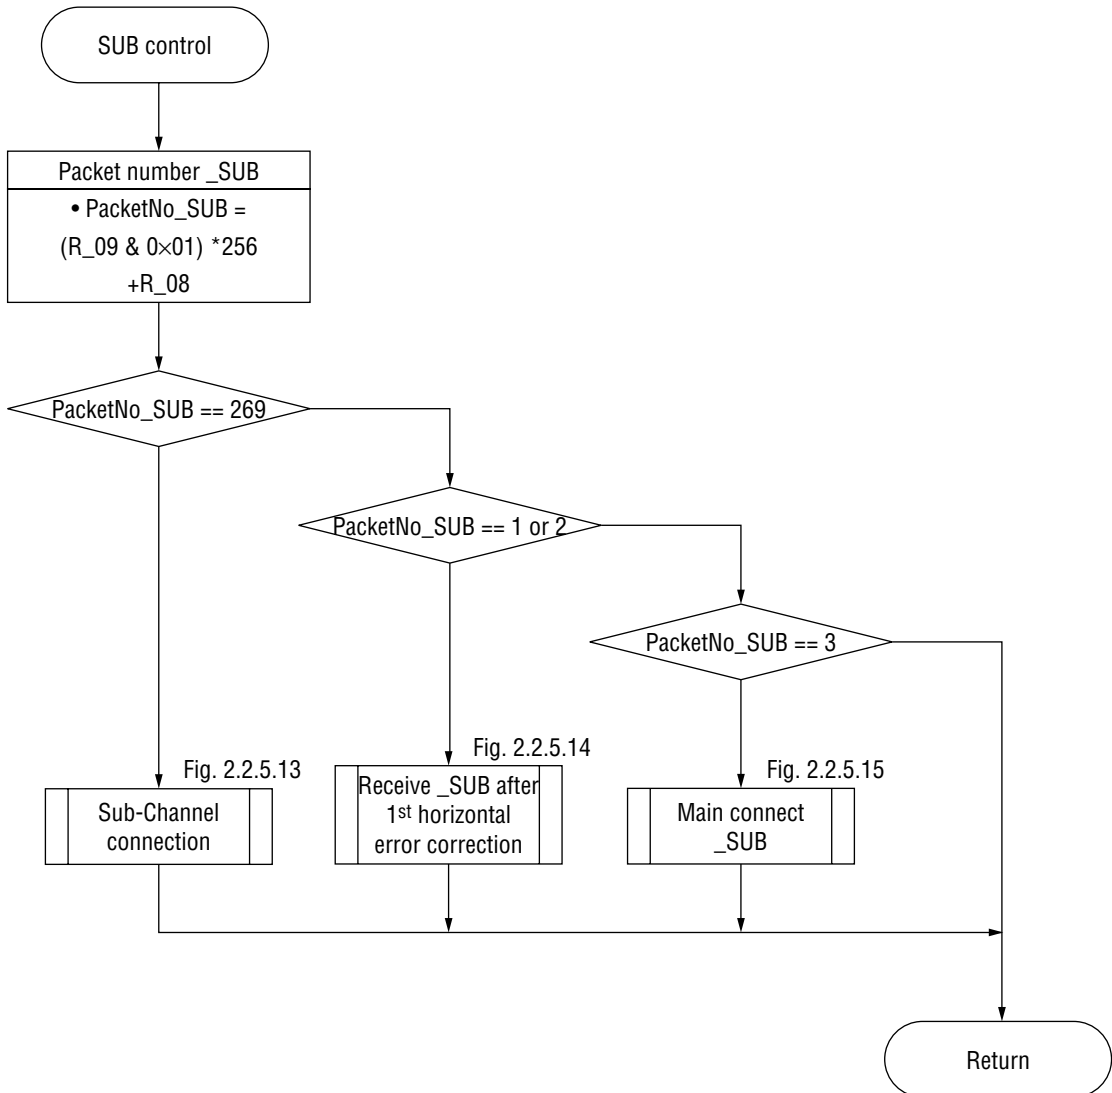 SUB control
Packet number _SUB
• PacketNo_SUB =
(R_09 & 0×01) *256
+R_08
PacketNo_SUB == 269
PacketNo_SUB == 1 or 2
PacketNo_SUB == 3
Fig. 2.2.5.13
Sub-Channel
connection
Fig. 2.2.5.14
Receive _SUB after
1st horizontal
error correction
Fig. 2.2.5.15
Main connect
_SUB
Return